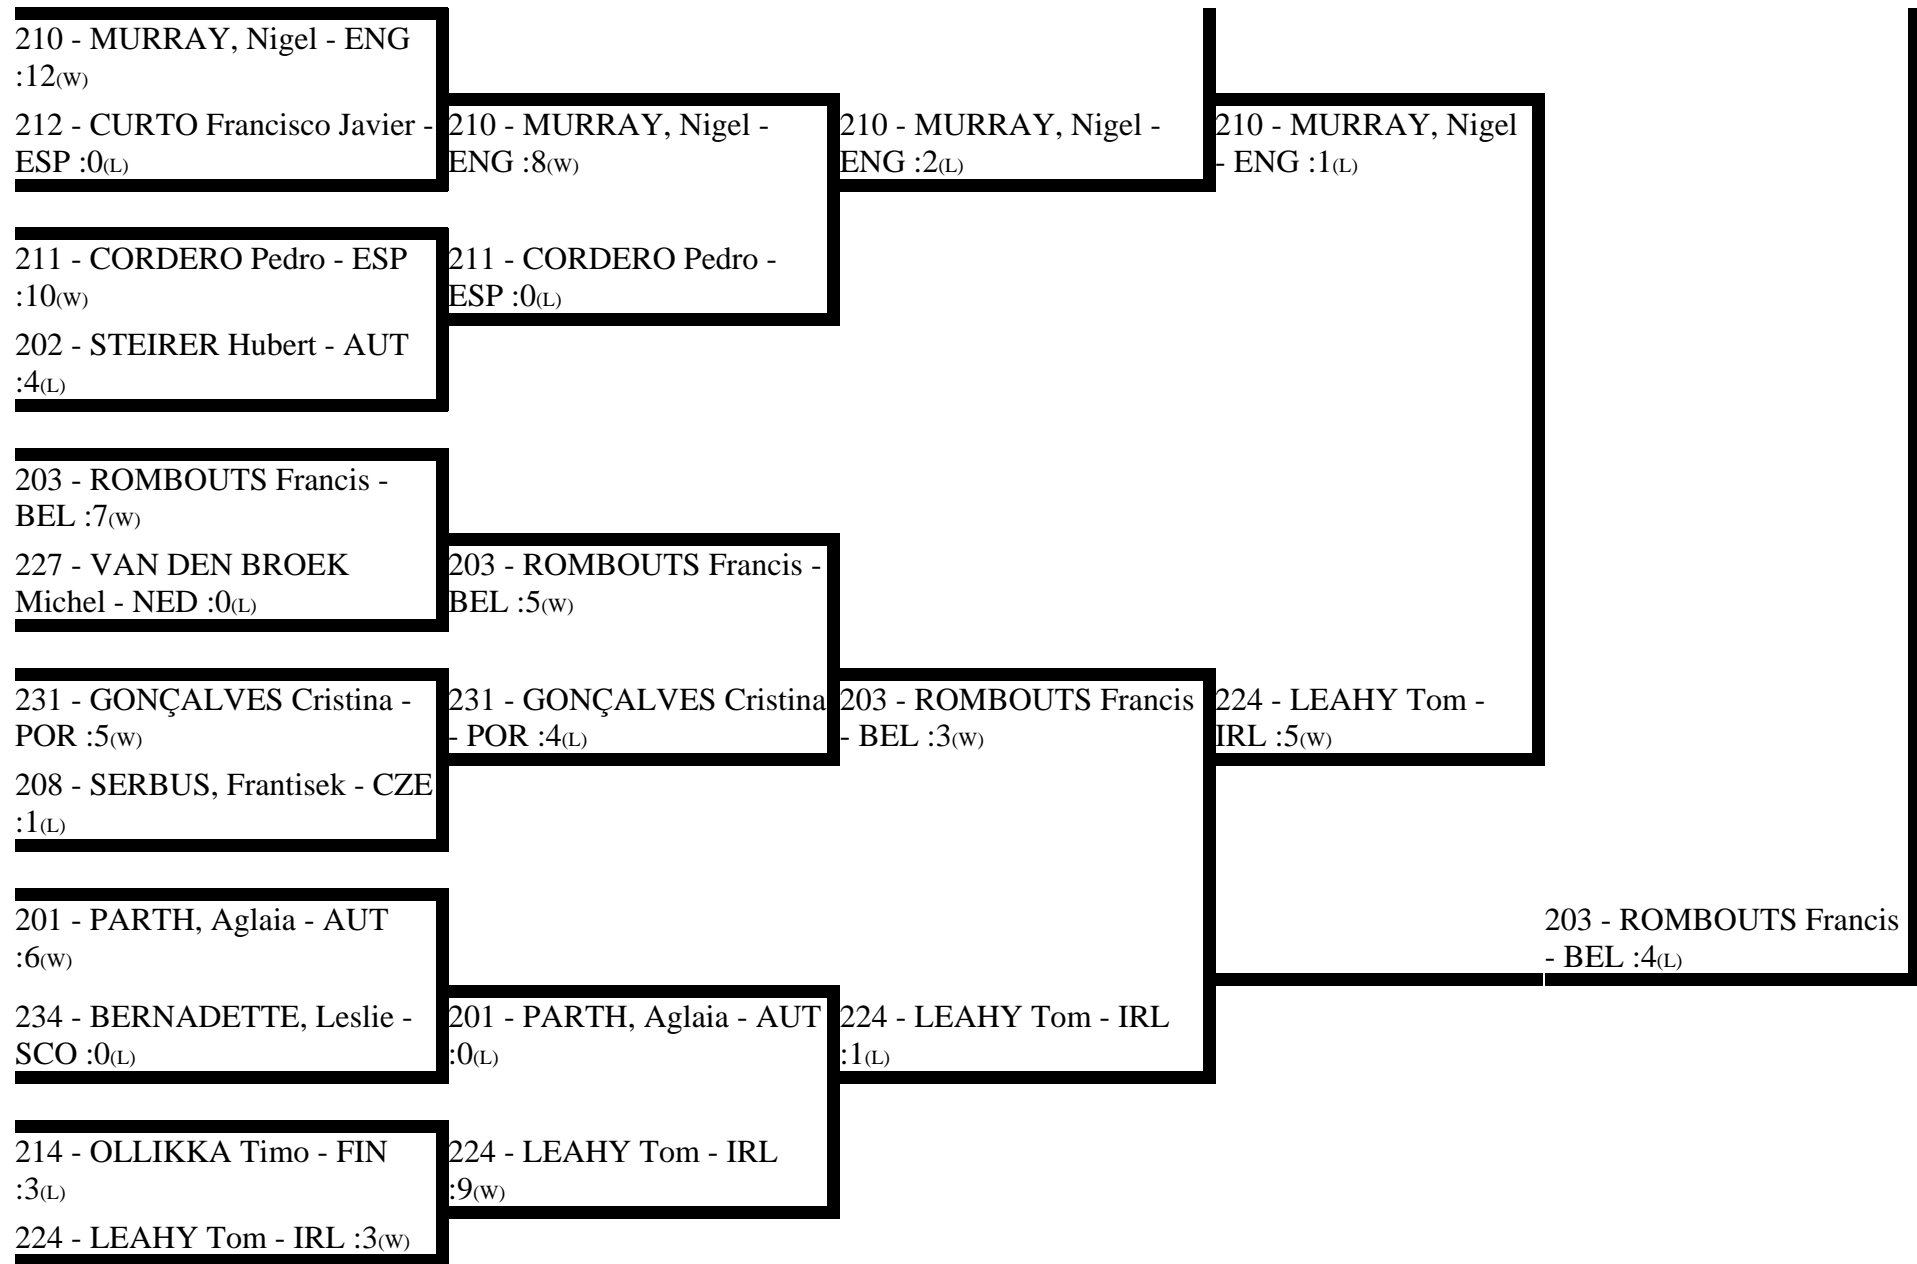 210 - MURRAY, Nigel - ENG
:12(W)
212 - CURTO Francisco Javier -
ESP :0(L)
211 - CORDERO Pedro - ESP
:10(W)
202 - STEIRER Hubert - AUT
:4(L)
203 - ROMBOUTS Francis -
BEL :7(W)
227 - VAN DEN BROEK
Michel - NED :0(L)
231 - GONÇALVES Cristina -
POR :5(W)
208 - SERBUS, Frantisek - CZE
:1(L)
201 - PARTH, Aglaia - AUT
:6(W)
234 - BERNADETTE, Leslie -
SCO :0(L)
214 - OLLIKKA Timo - FIN
:3(L)
224 - LEAHY Tom - IRL :3(W)
210 - MURRAY, Nigel -
ENG :8(W)
211 - CORDERO Pedro -
ESP :0(L)
203 - ROMBOUTS Francis -
BEL :5(W)
231 - GONÇALVES Cristina
- POR :4(L)
201 - PARTH, Aglaia - AUT
:0(L)
224 - LEAHY Tom - IRL
:9(W)
210 - MURRAY, Nigel -
ENG :2(L)
203 - ROMBOUTS Francis
- BEL :3(W)
224 - LEAHY Tom - IRL
:1(L)
210 - MURRAY, Nigel
- ENG :1(L)
224 - LEAHY Tom -
IRL :5(W)
203 - ROMBOUTS Francis
- BEL :4(L)